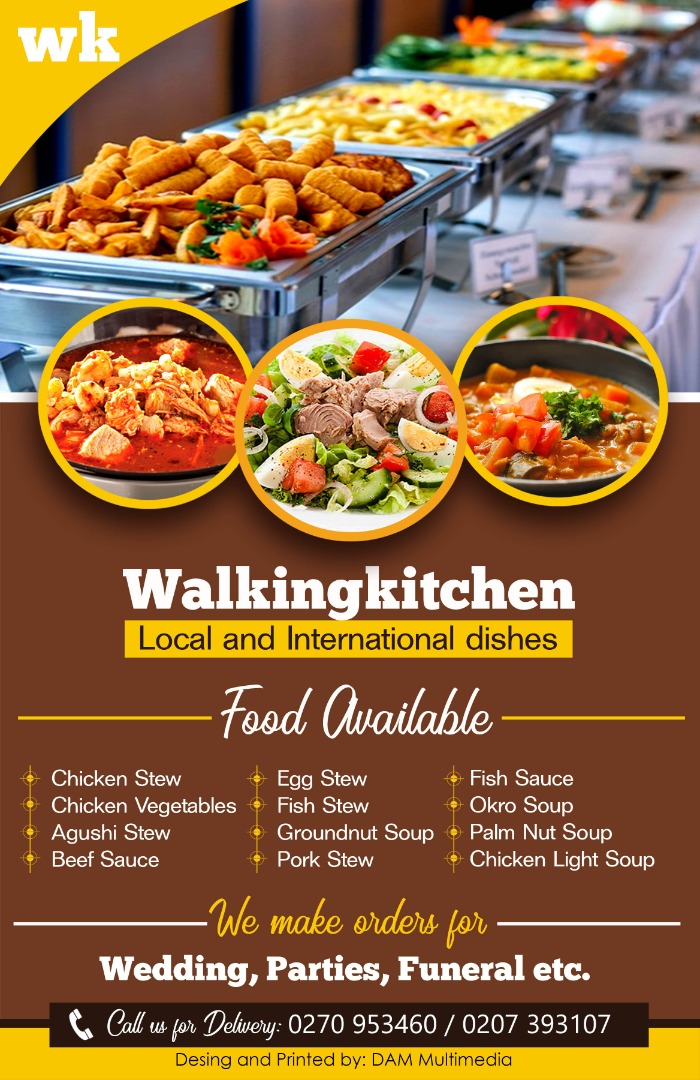 wk
Walkingkitchen
Local and International dishes
Food Available
Chicken Stew
Chicken Vegetables
Agushi Stew
Beef Sauce
Egg Stew
Fish Stew
Groundnut Soup
Pork Stew
Fish Sauce
Okro Soup
Palm Nut Soup
Chicken Light Soup
We make orders for
Wedding, Parties, Funeral etc.
Call us for Delivery: 0270 953460 / 0207 393107
Desing and Printed by: DAM Multimedia